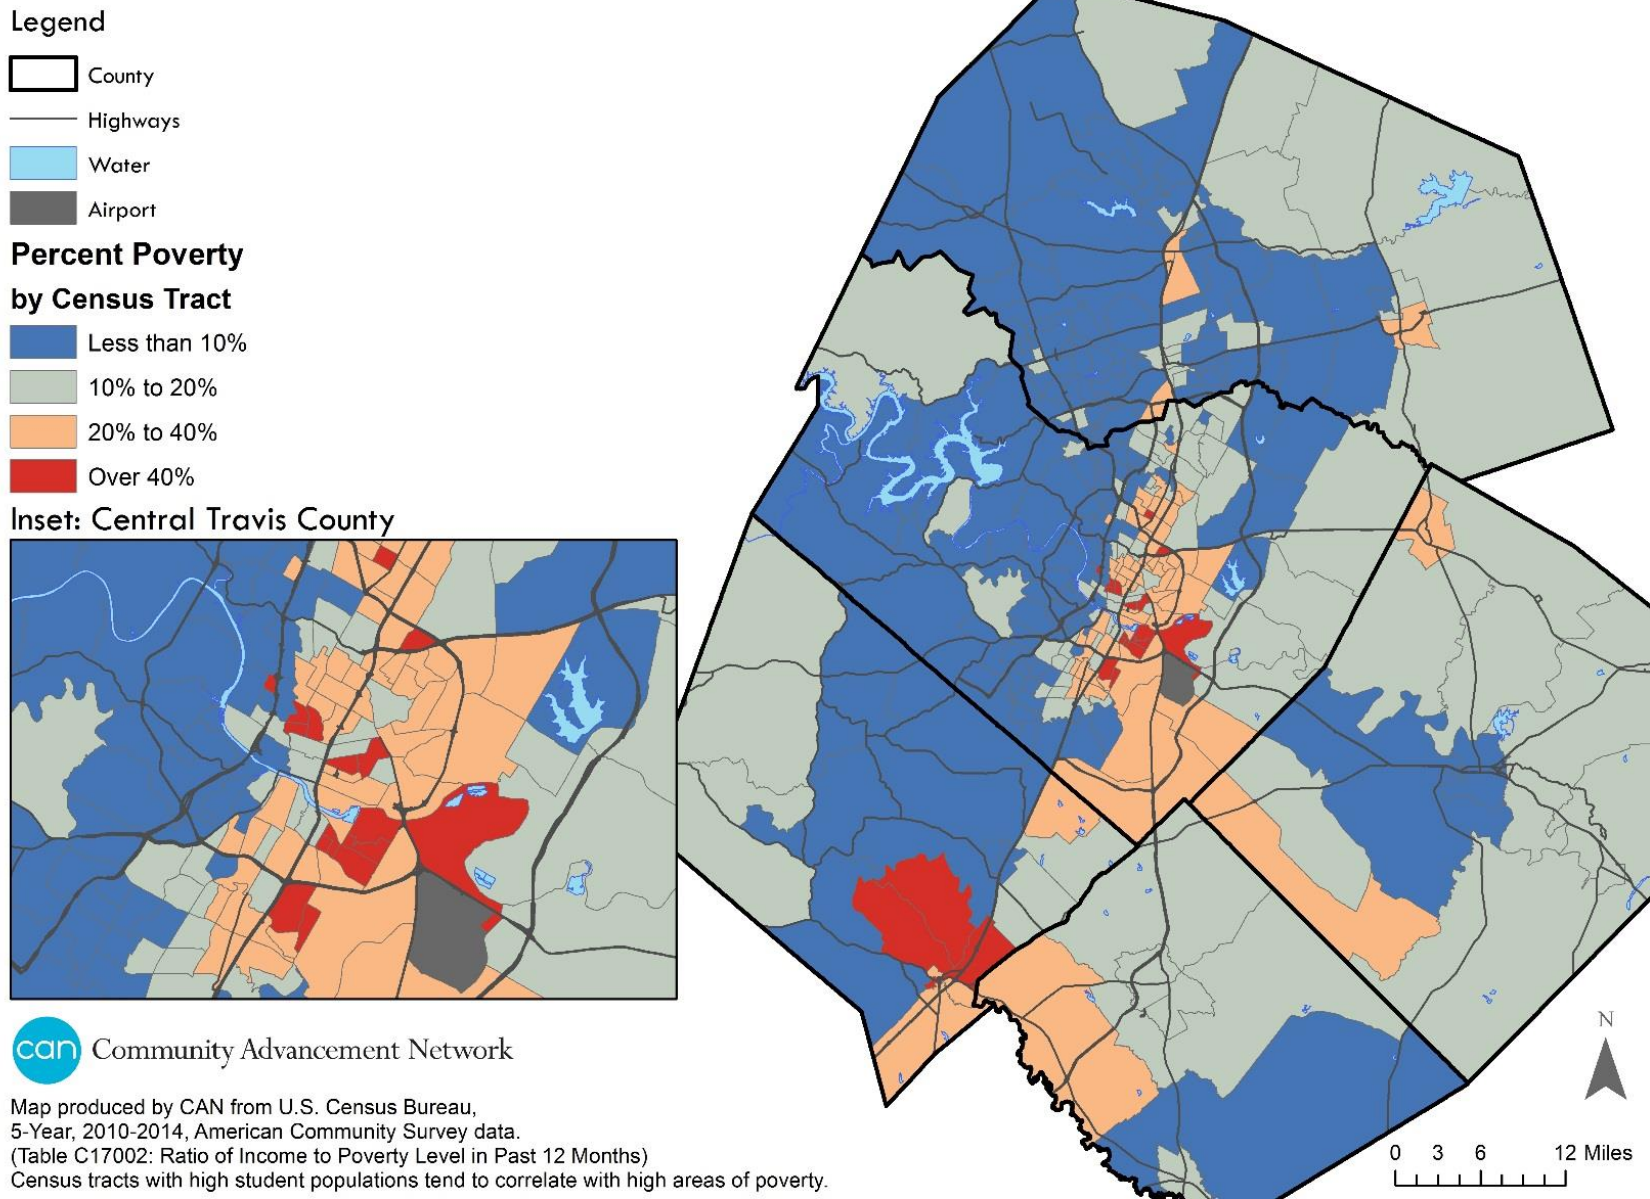 Legend
County
Highways
Water
Airport
Percent Poverty
by Census Tract
Less than 10%
10% to 20%
20% to 40%
Over 40%
Inset: Central Travis County
can Community Advancement Network
Map produced by CAN from U.S. Census Bureau,
5-Year, 2010-2014, American Community Survey data.
(Table C17002: Ratio of Income to Poverty Level in Past 12 Months)
Census tracts with high student populations tend to correlate with high areas of poverty.
N
0 3 6 12 Miles